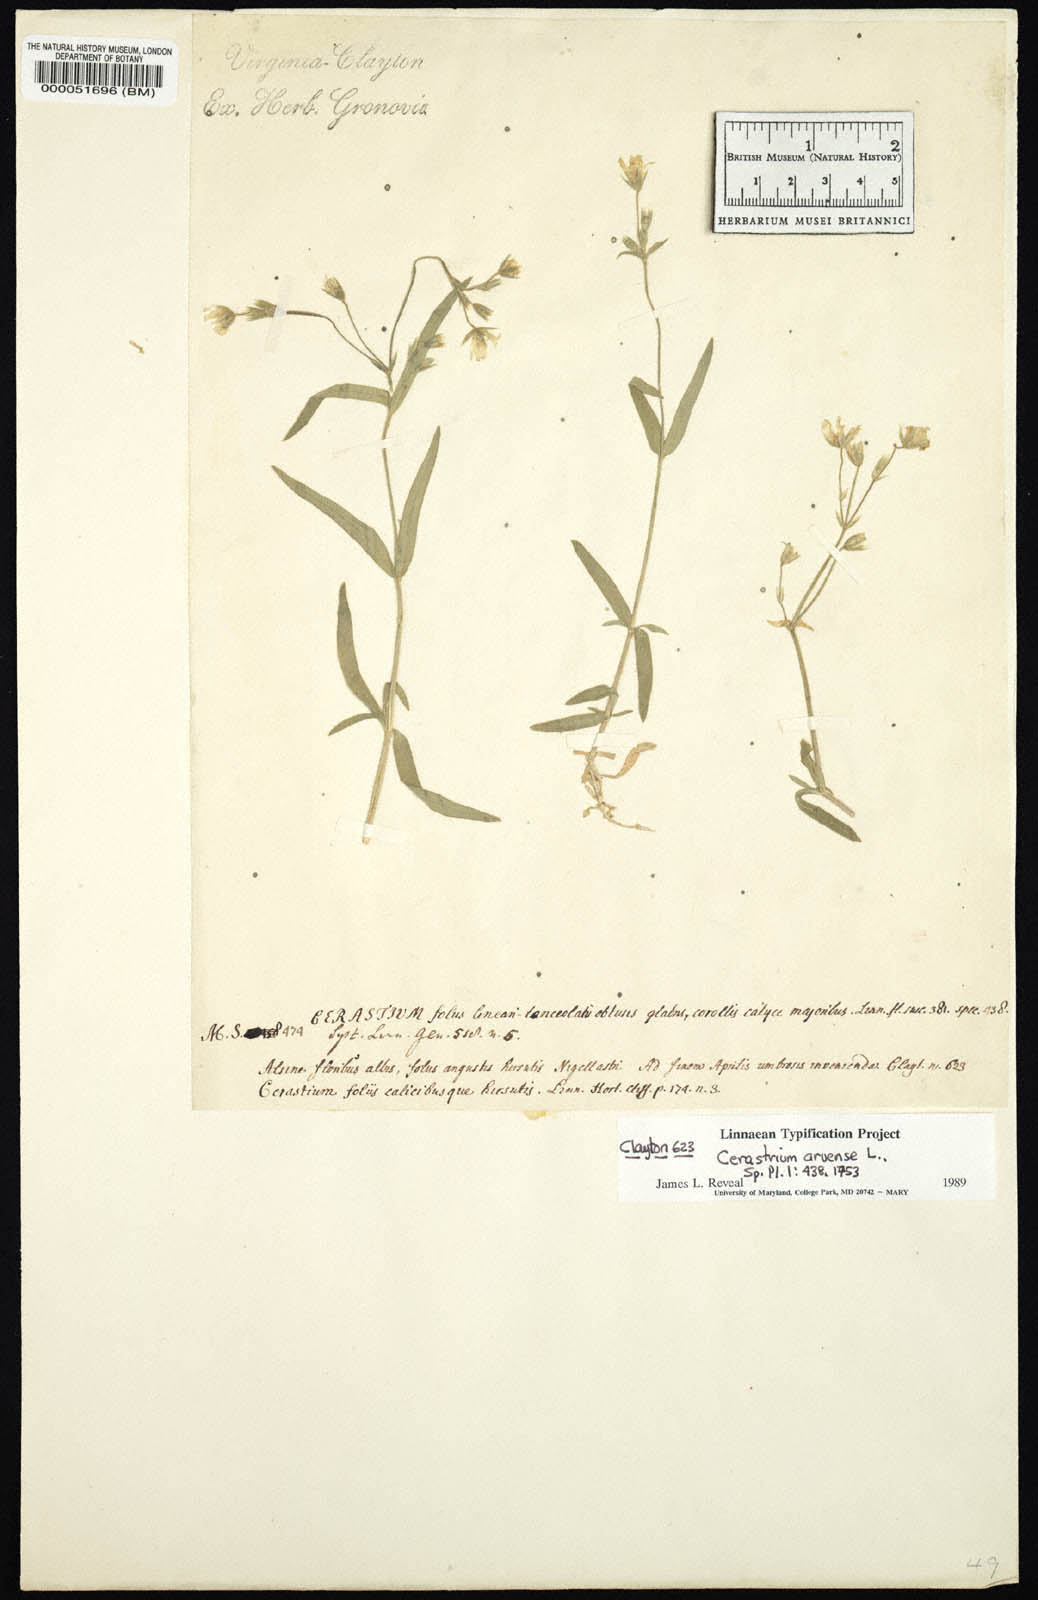 THE NATURAL HISTORY MUSEUM, LONDON
DEPARTMENT OF BOTANY
000051696 (BM)
Virginia-Clayton
Ex. Herb. Gronovii
1 2
BRITISH MUSEUM (NATURAL HISTORY)
1 2 3 4 5
HERBARIUM MUSEI BRITANNICI
CERASTIUM foliis lineari-lanceolatis obtusis glabris, corollis calyce majoribus. Linn. fl. suec. 381. spec. 438.
M. S. 474 Syst. Linn. Gen. 518. n. 5.
Alsine floribus albis, foliis angustis hirsutis Nigellastri Ad finem Aprilis umbrosis invenienda. Clayt. n. 623
Cerastium foliis calicibusque hirsutis. Linn. Hort. cliff. p. 174. n. 3.
Linnaean Typification Project
Clayton 623 Cerastrium arvense L.,
Sp. Pl. 1: 438, 1753
James L. Reveal 1989
University of Maryland, College Park, MD 20742 – MARY
49